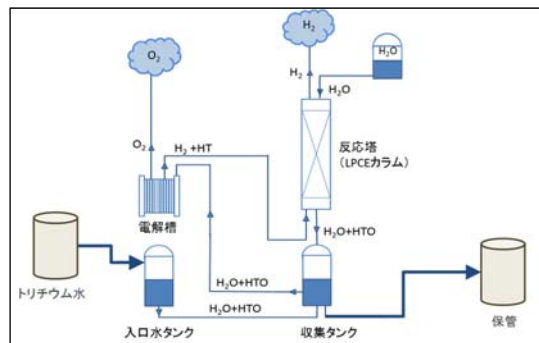 H₂
O₂
H₂O
H₂
H₂O
O₂
H₂ +HT
反応塔
(LPCEカラム)
電解槽
H₂O+HTO
トリチウム水
H₂O+HTO
H₂O+HTO
入口水タンク
収集タンク
保管